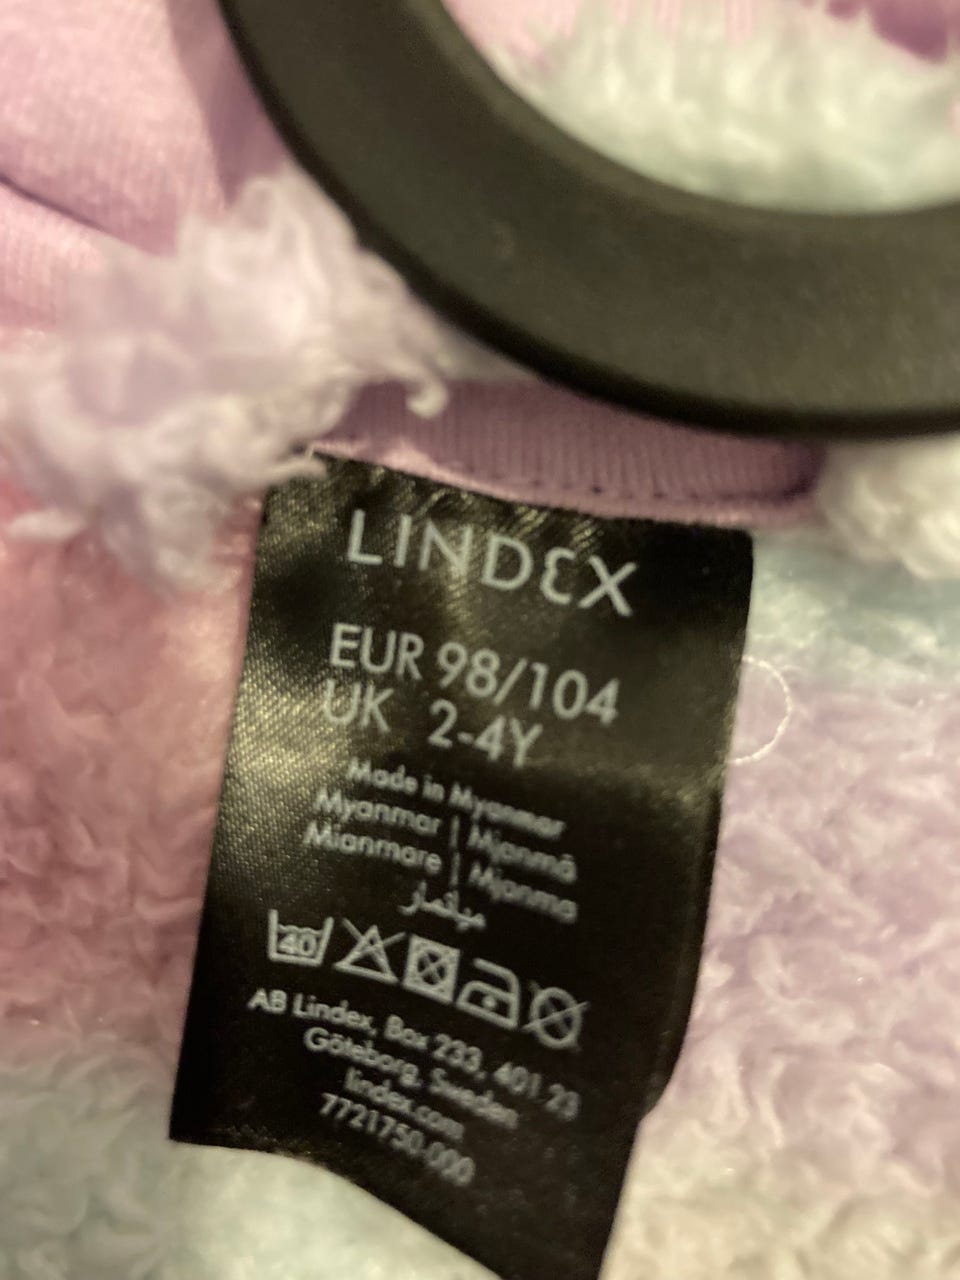 LINDEX
EUR 98/104
UK 2-4Y
Made in Myanmar
Myanmar | Mjanmā
Mianmare | Mjanma
ميانمار
40
AB Lindex, Box 233, 401 23
Göteborg, Sweden
lindex.com
7721750-000